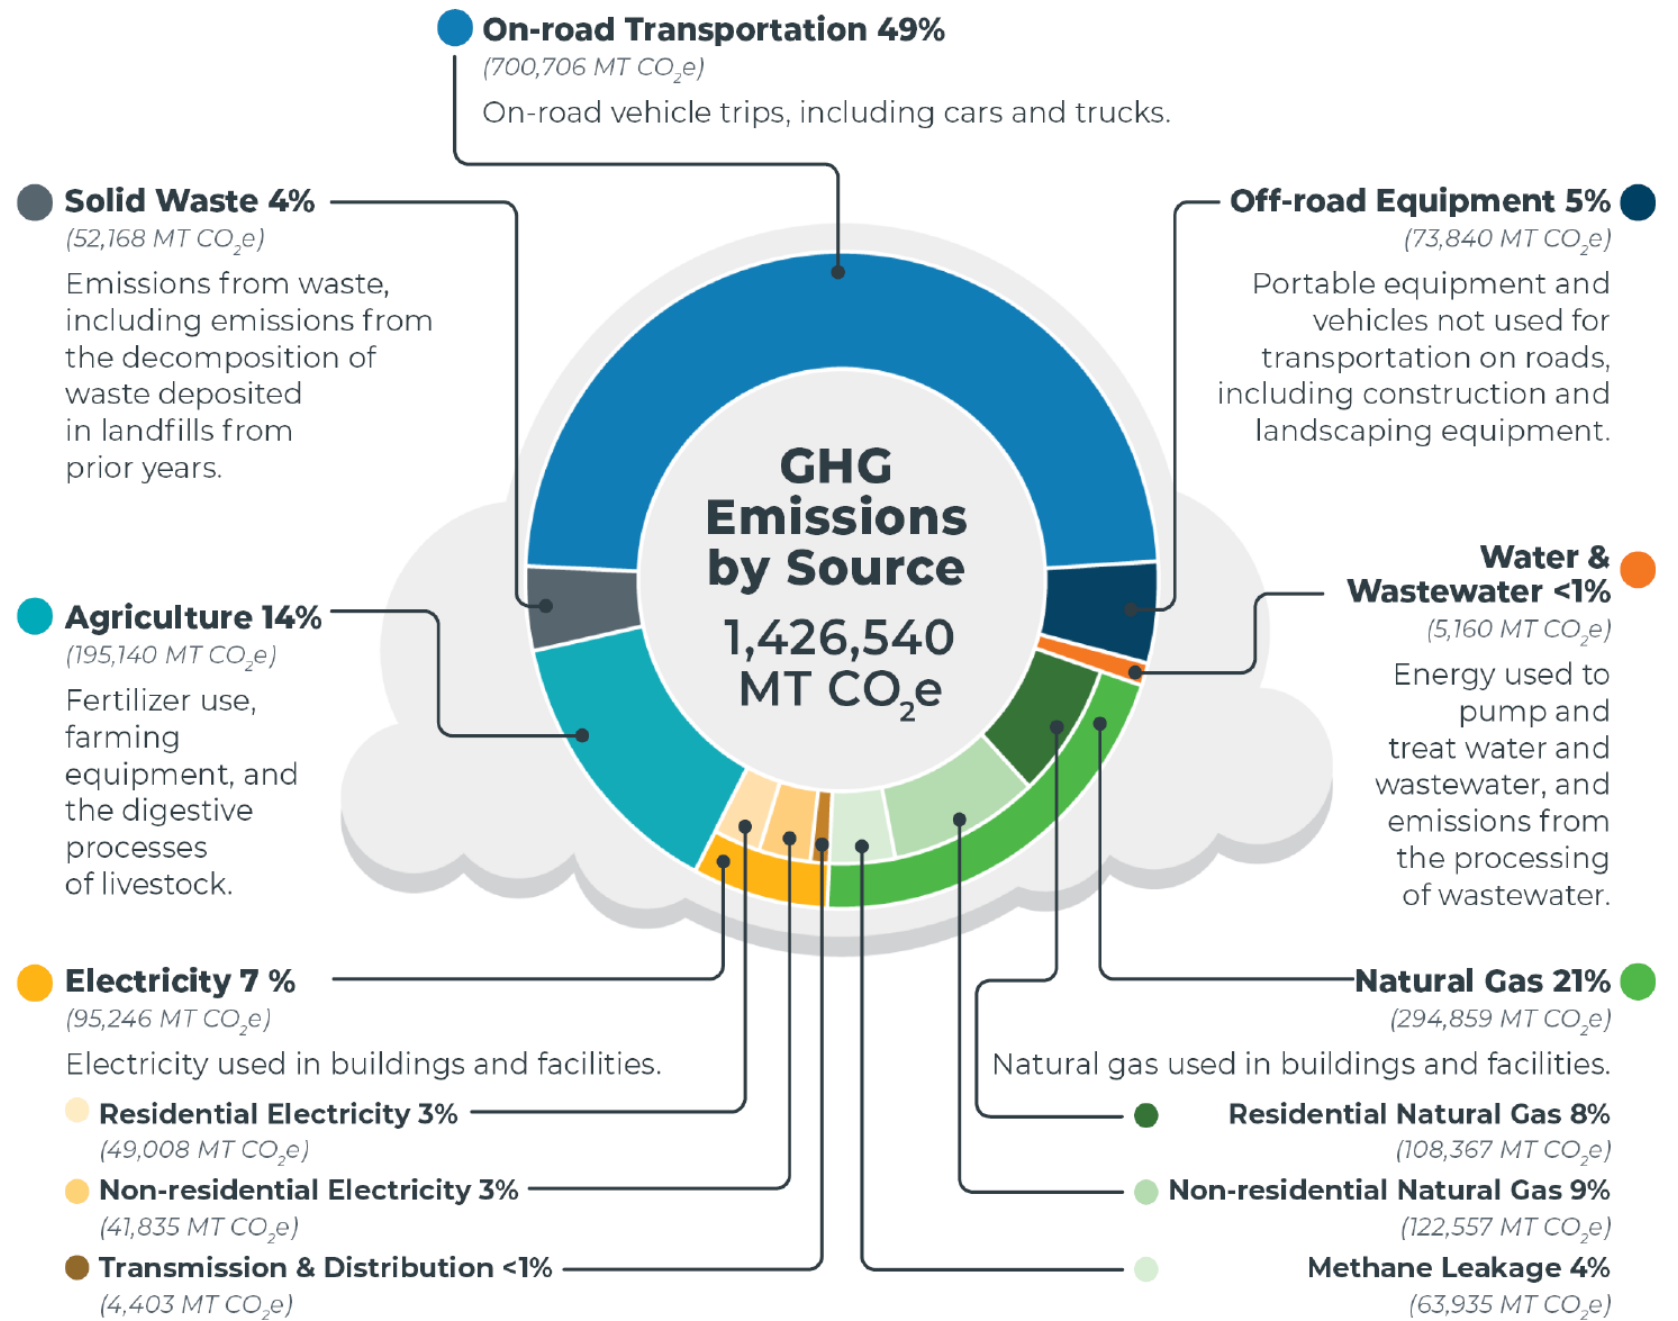 On-road Transportation 49%
(700,706 MT CO₂e)
On-road vehicle trips, including cars and trucks.
Solid Waste 4%
(52,168 MT CO₂e)
Emissions from waste,
including emissions from
the decomposition of
waste deposited
in landfills from
prior years.
Off-road Equipment 5%
(73,840 MT CO₂e)
Portable equipment and
vehicles not used for
transportation on roads,
including construction and
landscaping equipment.
GHG
Emissions
by Source
1,426,540
MT CO₂e
Agriculture 14%
(195,140 MT CO₂e)
Fertilizer use,
farming
equipment, and
the digestive
processes
of livestock.
Water &
Wastewater <1%
(5,160 MT CO₂e)
Energy used to
pump and
treat water and
wastewater, and
emissions from
the processing
of wastewater.
Electricity 7 %
(95,246 MT CO₂e)
Electricity used in buildings and facilities.
Residential Electricity 3%
(49,008 MT CO₂e)
Non-residential Electricity 3%
(41,835 MT CO₂e)
Transmission & Distribution <1%
(4,403 MT CO₂e)
Natural Gas 21%
(294,859 MT CO₂e)
Natural gas used in buildings and facilities.
Residential Natural Gas 8%
(108,367 MT CO₂e)
Non-residential Natural Gas 9%
(122,557 MT CO₂e)
Methane Leakage 4%
(63,935 MT CO₂e)